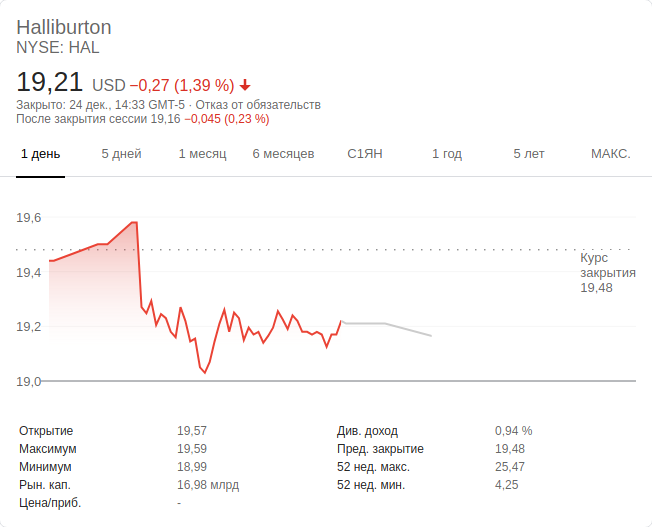 Halliburton
NYSE: HAL
19,21 USD −0,27 (1,39 %)
Закрыто: 24 дек., 14:33 GMT-5 · Отказ от обязательств
После закрытия сессии 19,16 −0,045 (0,23 %)
1 день 5 дней 1 месяц 6 месяцев С1ЯН 1 год 5 лет МАКС.
19,6
19,4
19,2
19,0
Курс
закрытия
19,48
Открытие 19,57 Див. доход 0,94 %
Максимум 19,59 Пред. закрытие 19,48
Минимум 18,99 52 нед. макс. 25,47
Рын. кап. 16,98 млрд 52 нед. мин. 4,25
Цена/приб. -